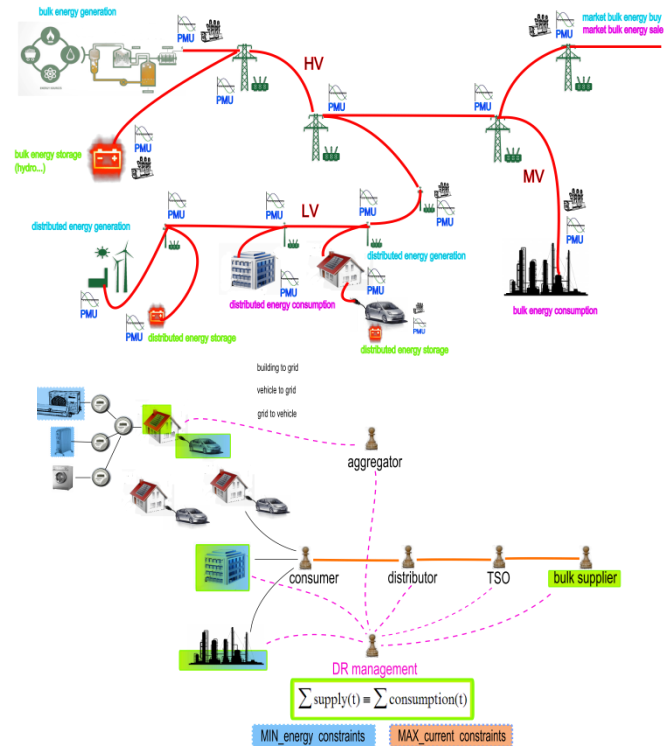 bulk energy generation
market bulk energy buy
market bulk energy sale
PMU
PMU
PMU
HV
PMU
PMU
PMU
bulk energy storage
(hydro...)
PMU
MV
PMU
LV
PMU
PMU
PMU
PMU
distributed energy generation
distributed energy generation
PMU
PMU
distributed energy consumption
PMU
PMU
PMU
bulk energy consumption
distributed energy storage
distributed energy storage
building to grid
vehicle to grid
grid to vehicle
aggregator
consumer
distributor
TSO
bulk supplier
DR management
∑ supply(t) ≡ ∑ consumption(t)
MIN_energy constraints
MAX_current constraints